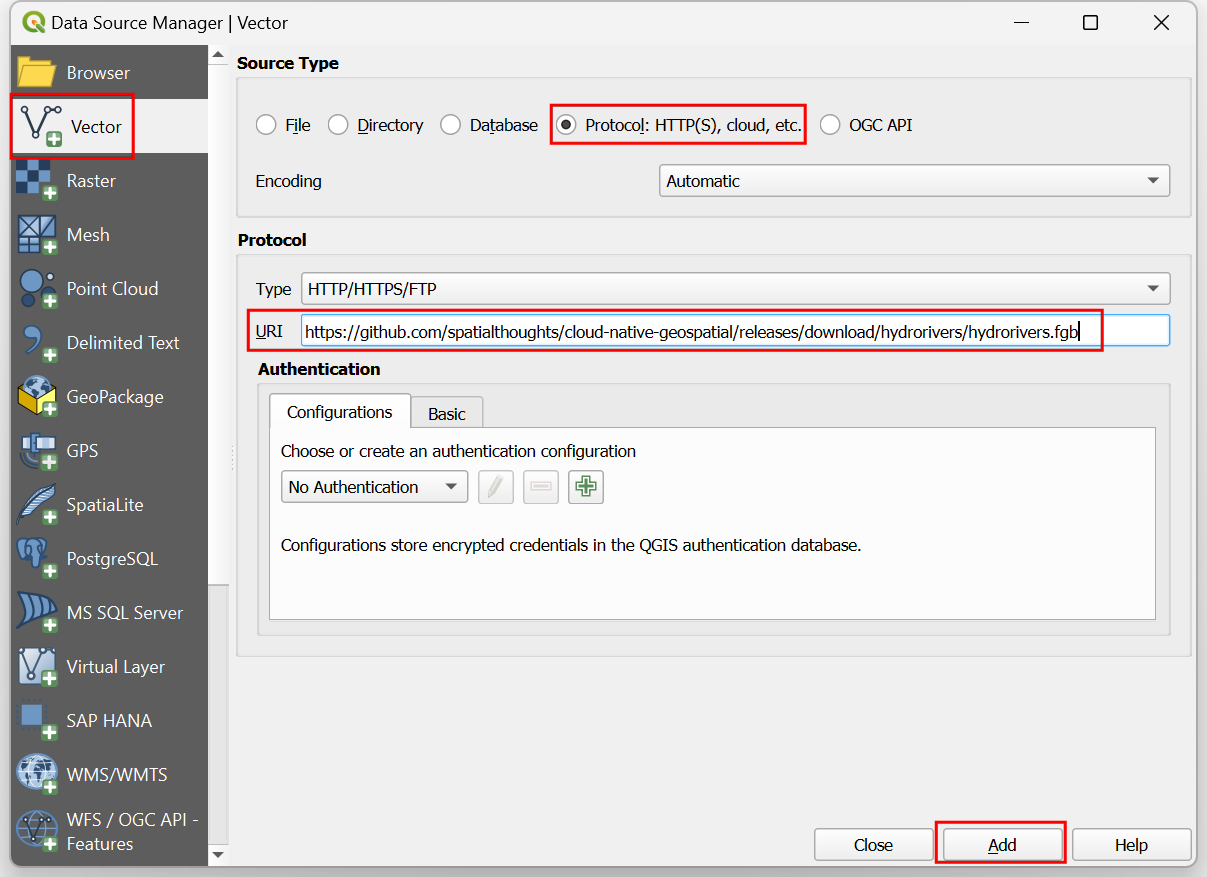 Data Source Manager | Vector
Browser
Vector
Raster
Mesh
Point Cloud
Delimited Text
GeoPackage
GPS
SpatiaLite
PostgreSQL
MS SQL Server
Virtual Layer
SAP HANA
WMS/WMTS
WFS / OGC API -
Features
Source Type
File Directory Database Protocol: HTTP(S), cloud, etc. OGC API
Encoding Automatic
Protocol
Type HTTP/HTTPS/FTP
URI https://github.com/spatialthoughts/cloud-native-geospatial/releases/download/hydrorivers/hydrorivers.fgb
Authentication
Configurations Basic
Choose or create an authentication configuration
No Authentication
Configurations store encrypted credentials in the QGIS authentication database.
Close Add Help